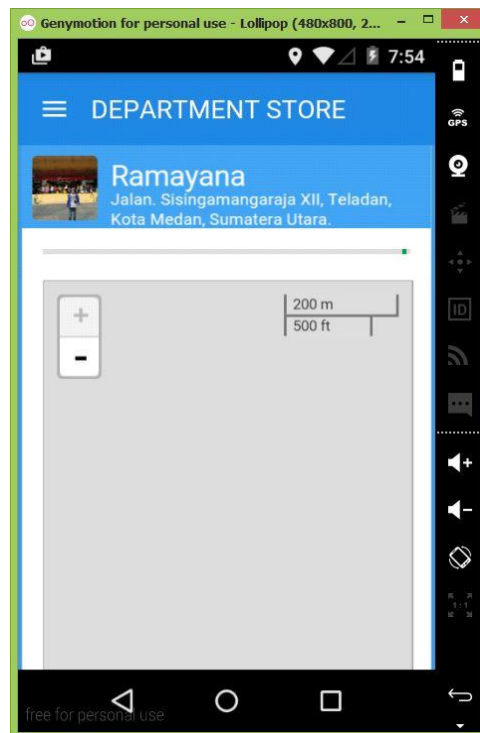 Genymotion for personal use - Lollipop (480x800, 2...
7:54
DEPARTMENT STORE
GPS
Ramayana
Jalan. Sisingamangaraja XII, Teladan,
Kota Medan, Sumatera Utara.
+
200 m
500 ft
-
ID
1:1
free for personal use